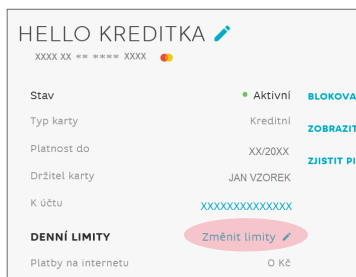 HELLO KREDITKA
XXXX XX ** **** XXXX
Stav Aktivní BLOKOVA
Typ karty Kreditní
ZOBRAZIT
Platnost do XX/20XX
ZJISTIT PI
Držitel karty JAN VZOREK
K účtu XXXXXXXXXXXXXX
DENNÍ LIMITY Změnit limity
Platby na internetu 0 Kč